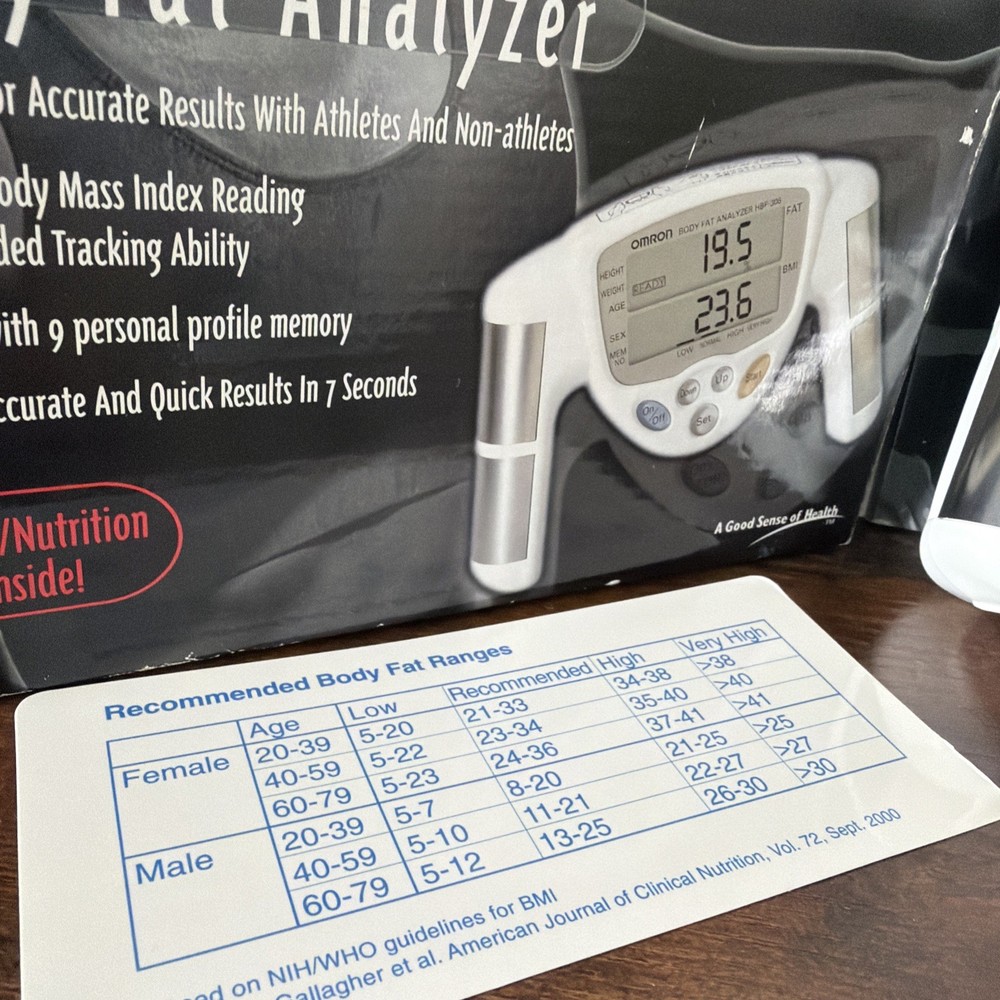 y Fat Analyzer
or Accurate Results With Athletes And Non-athletes
ody Mass Index Reading
ded Tracking Ability
ith 9 personal profile memory
ccurate And Quick Results In 7 Seconds
/Nutrition
nside!
OMRON BODY FAT ANALYZER HBF-306
HEIGHT
WEIGHT
AGE
SEX
MEM NO
19.5
FAT
READY
BMI
23.6
LOW NORMAL HIGH VERY HIGH
On/Off
Down
Up
Set
Start
A Good Sense of Health TM
Recommended Body Fat Ranges
Age Low Recommended High Very High
Female 20-39 5-20 21-33 34-38 >38
40-59 5-22 23-34 35-40 >40
60-79 5-23 24-36 37-41 >41
Male 20-39 5-7 8-20 21-25 >25
40-59 5-10 11-21 22-27 >27
60-79 5-12 13-25 26-30 >30
ed on NIH/WHO guidelines for BMI
Gallagher et al. American Journal of Clinical Nutrition, Vol. 72, Sept. 2000